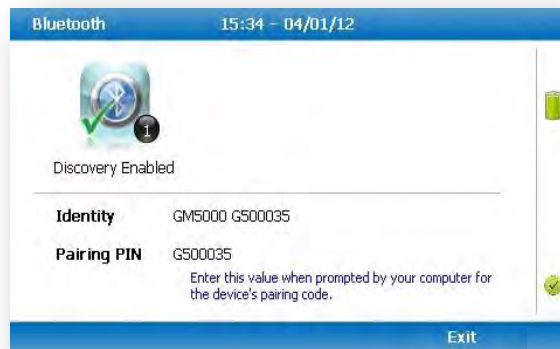 Bluetooth 15:34 - 04/01/12
1
Discovery Enabled
Identity GM5000 G500035
Pairing PIN G500035
Enter this value when prompted by your computer for
the device's pairing code.
Exit